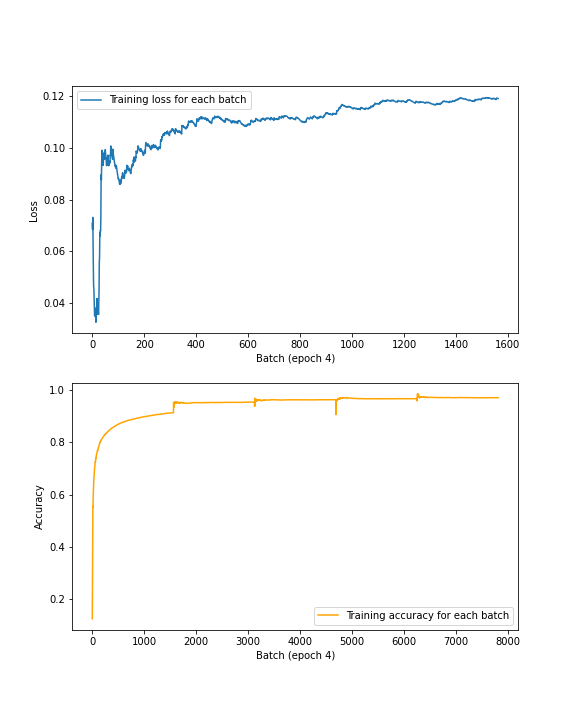 0.12
0.10
0.08
0.06
0.04
Loss
Training loss for each batch
0 200 400 600 800 1000 1200 1400 1600
Batch (epoch 4)
1.0
0.8
0.6
0.4
0.2
Accuracy
Training accuracy for each batch
0 1000 2000 3000 4000 5000 6000 7000 8000
Batch (epoch 4)